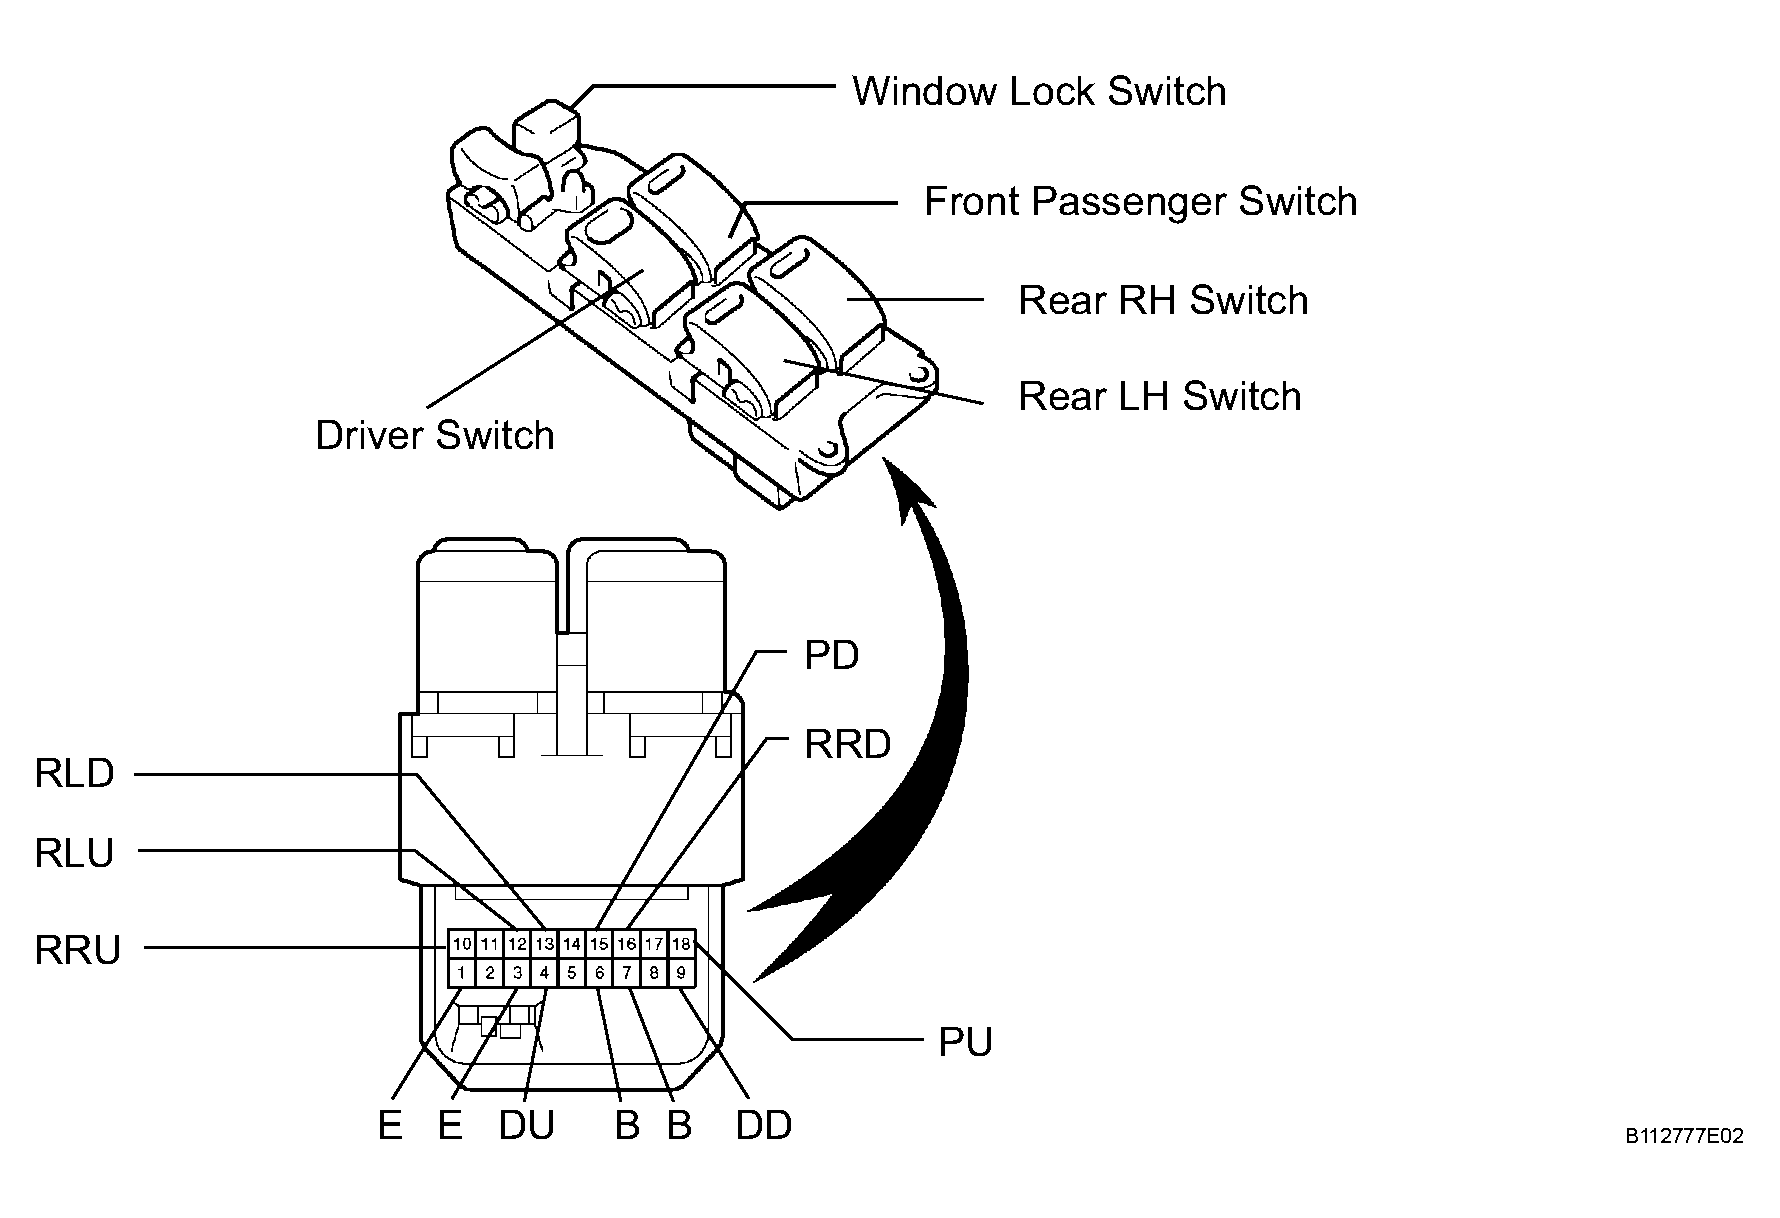 Window Lock Switch
Front Passenger Switch
Rear RH Switch
Rear LH Switch
Driver Switch
PD
RRD
RLD
RLU
RRU
10 11 12 13 14 15 16 17 18
1 2 3 4 5 6 7 8 9
PU
E E DU B B DD
B112777E02